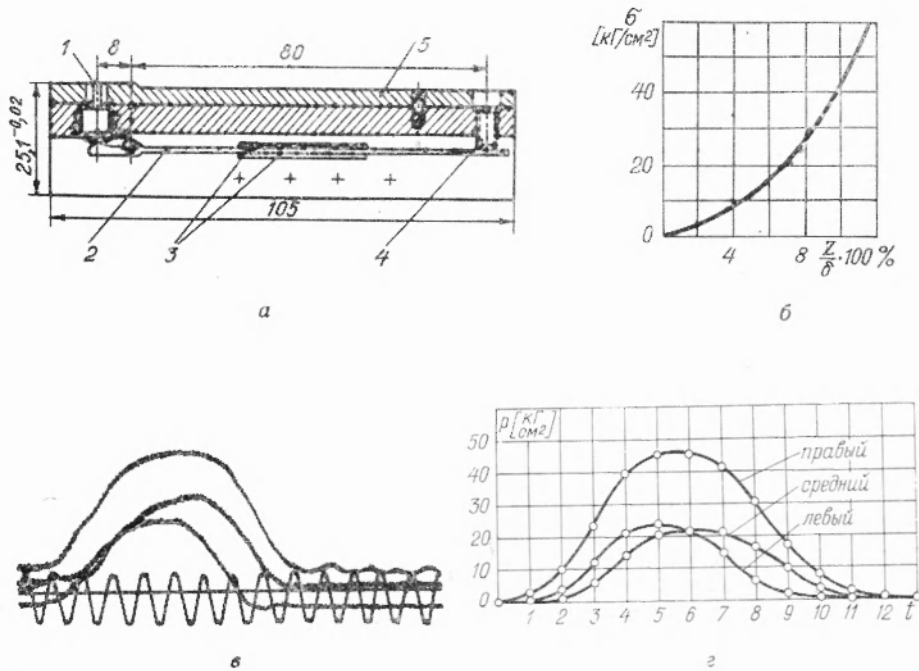 1
8
80
5
25,1-0,02
105
2
3
4
а
б
[кГ/см²]
40
20
0
4
8
Z/δ·100%
б
в
p[кГ/см²]
50
40
30
20
10
0
1
2
3
4
5
6
7
8
9
10
11
12
t
правый
средний
левый
г